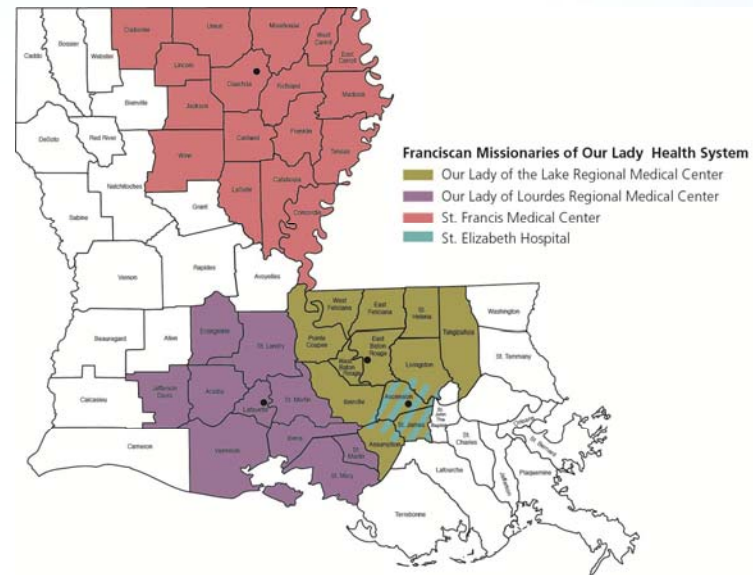 Claiborne
Union
Morehouse
West
Carroll
East
Carroll
Caddo
Bossier
Webster
Lincoln
Ouachita
Richland
Madison
Bienville
Jackson
DeSoto
Red River
Caldwell
Franklin
Tensas
Winn
Natchitoches
Sabine
Grant
LaSalle
Catahoula
Concordia
Franciscan Missionaries of Our Lady Health System
Our Lady of the Lake Regional Medical Center
Our Lady of Lourdes Regional Medical Center
St. Francis Medical Center
St. Elizabeth Hospital
Vernon
Rapides
Avoyelles
Beauregard
Allen
Evangeline
St. Landry
Pointe
Coupee
West Feliciana
East
Feliciana
St.
Helena
Tangipahoa
Washington
St. Tammany
East
Baton
Rouge
West
Baton
Rouge
Livingston
Calcasieu
Jefferson
Davis
Acadia
Lafayette
St. Martin
Iberville
Ascension
St. James
St.
John The
Baptist
Cameron
Vermilion
Iberia
St.
Martin
St. Mary
Assumption
St.
Charles
Orleans
St. Bernard
Jefferson
Plaquemine
Lafourche
Terrebonne